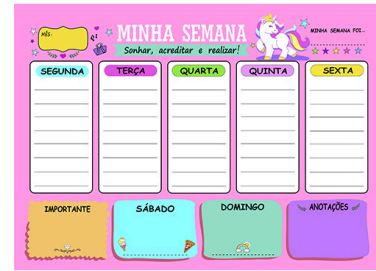 MÊS:
MINHA SEMANA
Sonhar, acreditar e realizar!
MINHA SEMANA FOI...
SEGUNDA
TERÇA
QUARTA
QUINTA
SEXTA
IMPORTANTE
SÁBADO
DOMINGO
ANOTAÇÕES